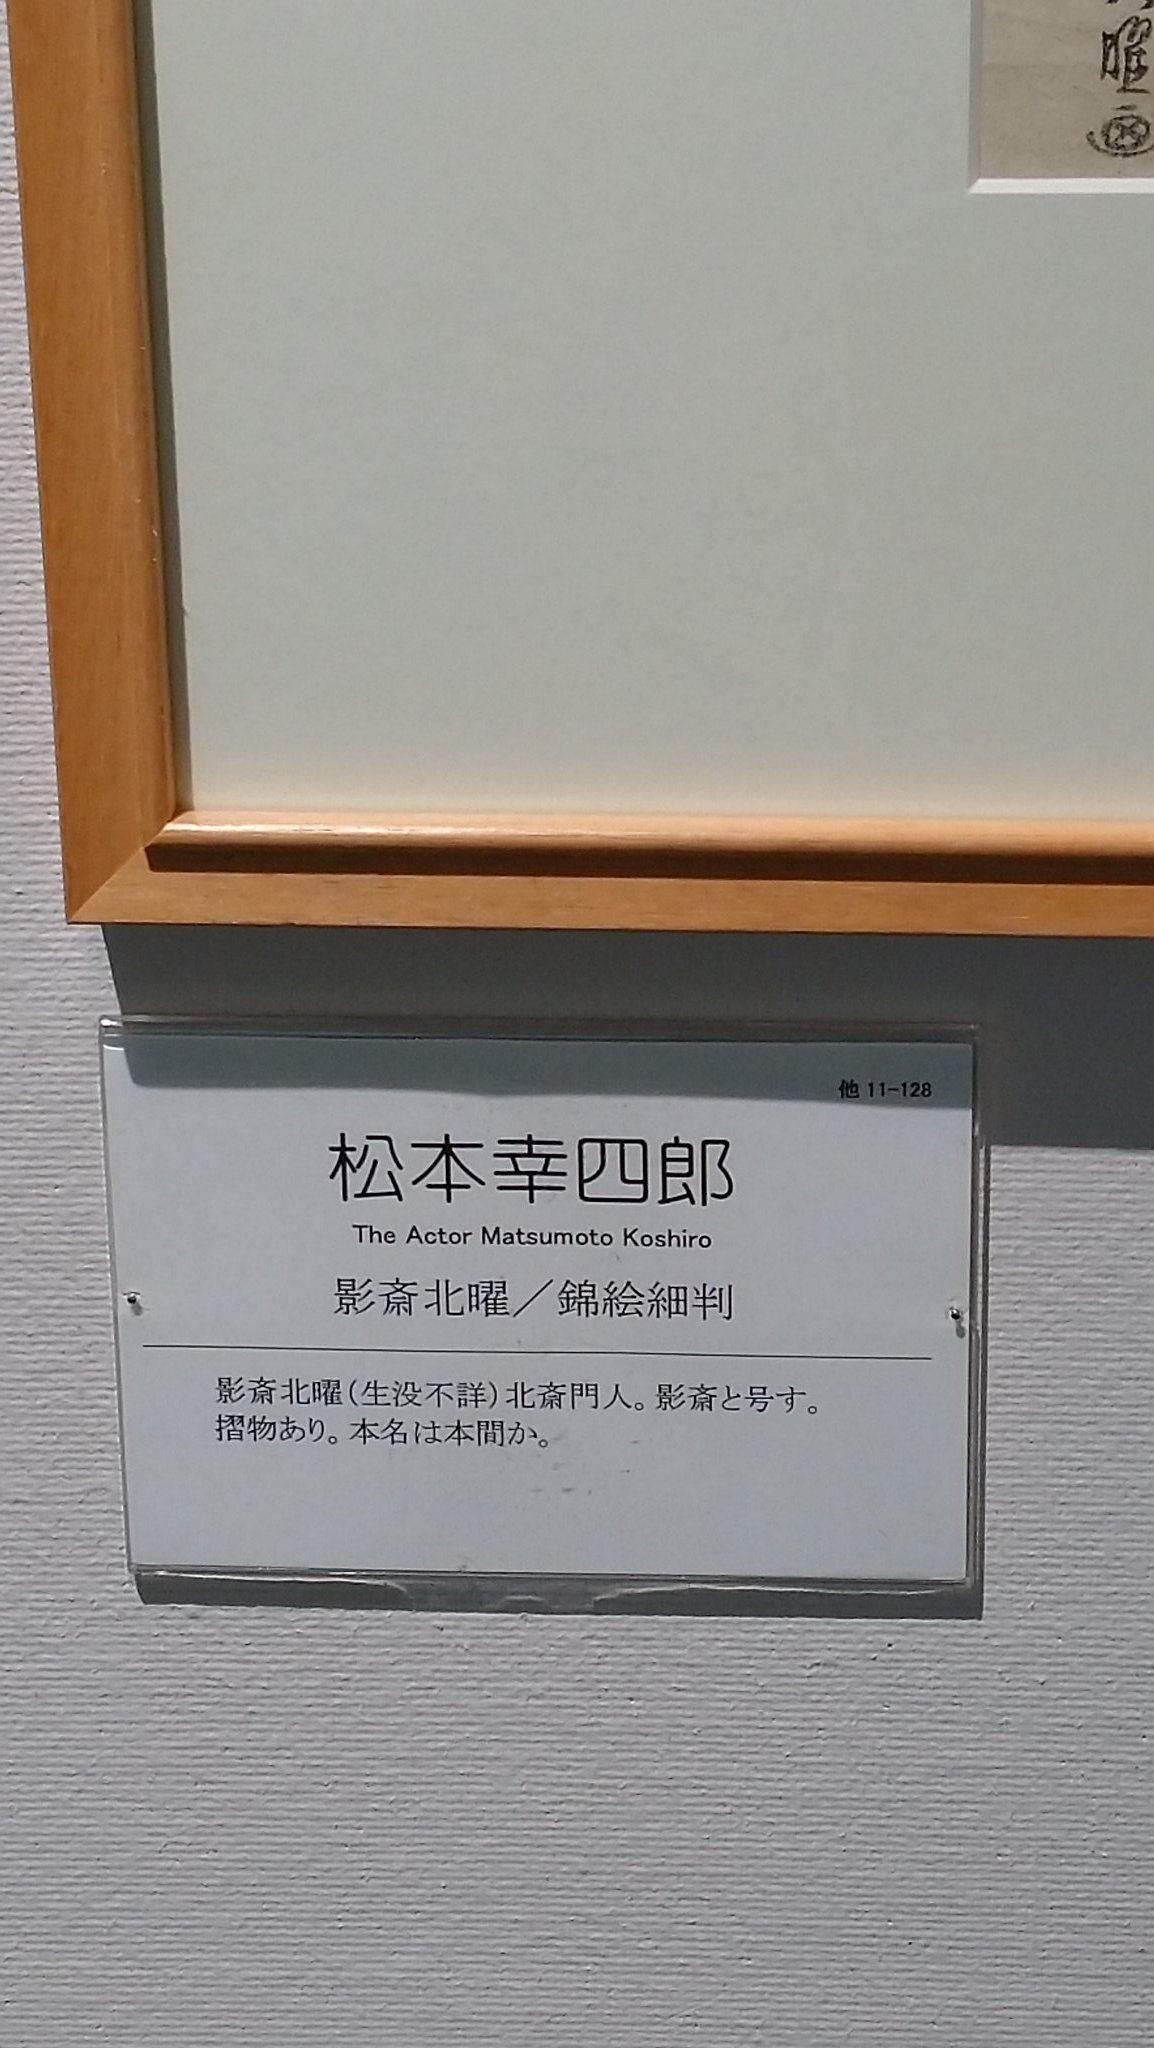 曜画
他 11-128
松本幸四郎
The Actor Matsumoto Koshiro
影斎北曜／錦絵細判
影斎北曜（生没不詳）北斎門人。影斎と号す。
摺物あり。本名は本間か。